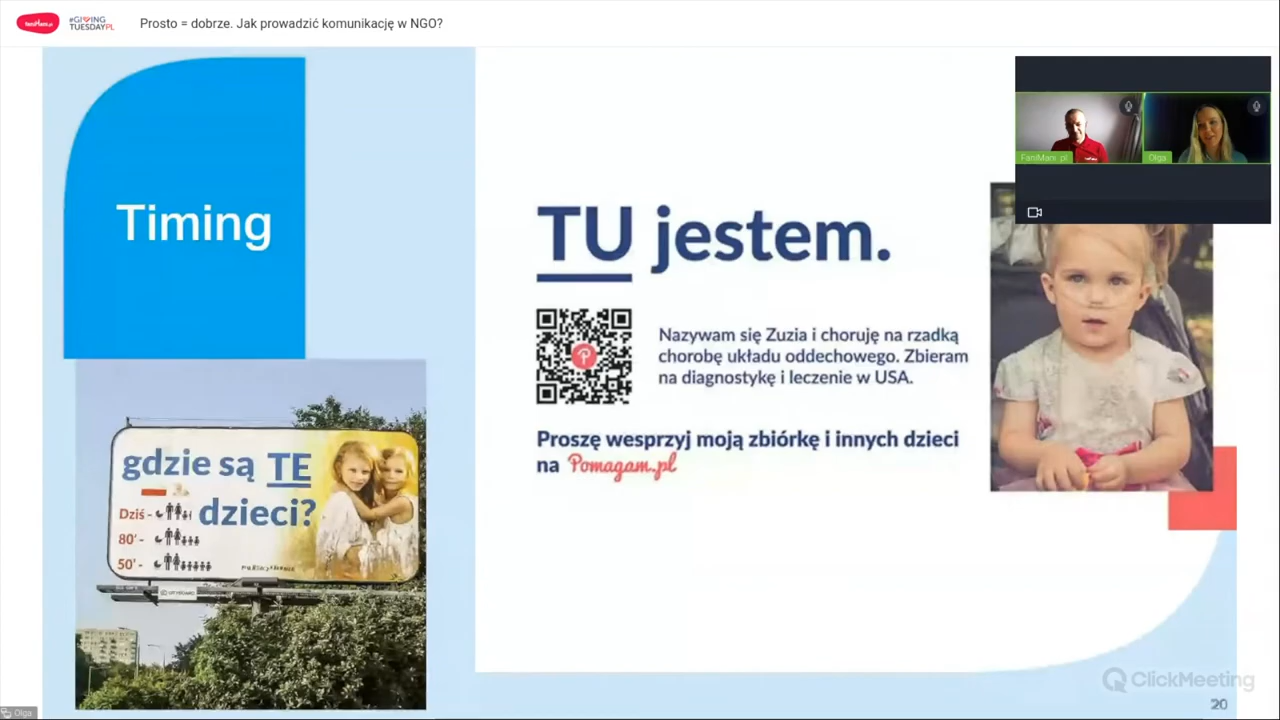 FaniMani.pl
#GIVING
TUESDAYPL
Prosto = dobrze. Jak prowadzić komunikację w NGO?
Timing
TU jestem.
Nazywam się Zuzia i choruję na rzadką
chorobę układu oddechowego. Zbieram
na diagnostykę i leczenie w USA.
Proszę wesprzyj moją zbiórkę i innych dzieci
na Pomagam.pl
gdzie są TE
dzieci?
Dziś -
80' -
50' -
FaniMani .pl
Olga
ClickMeeting
20
Olga